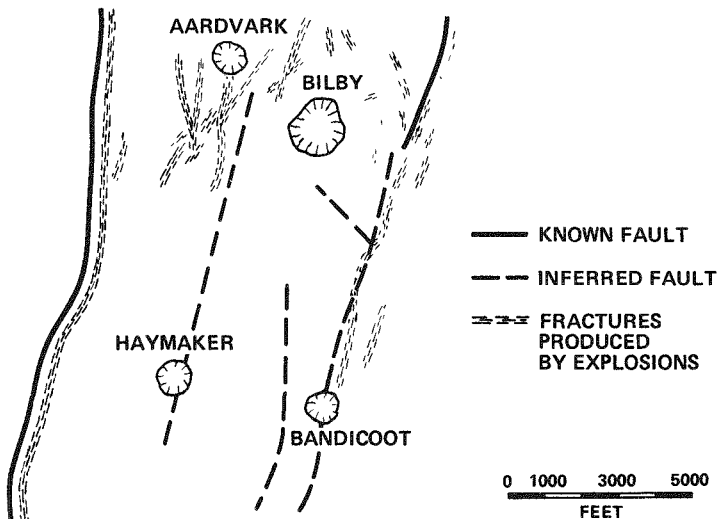 AARDVARK
BILBY
KNOWN FAULT
INFERRED FAULT
FRACTURES
PRODUCED
BY EXPLOSIONS
HAYMAKER
BANDICOOT
0 1000 3000 5000
FEET